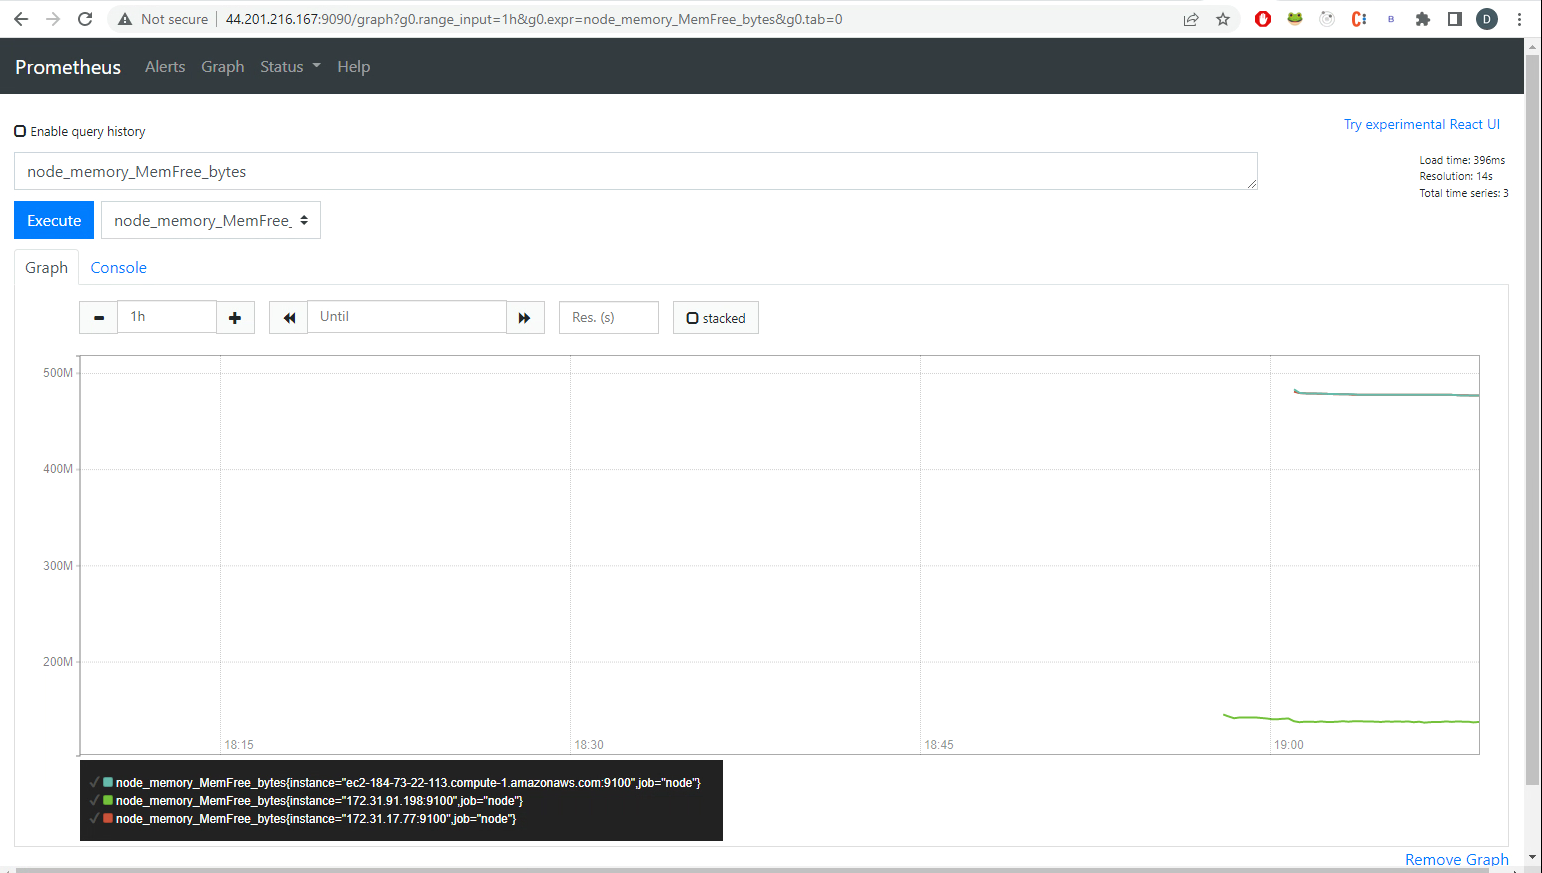 Not secure | 44.201.216.167:9090/graph?g0.range_input=1h&g0.expr=node_memory_MemFree_bytes&g0.tab=0
D
Prometheus Alerts Graph Status Help
Enable query history
Try experimental React UI
node_memory_MemFree_bytes
Load time: 396ms
Resolution: 14s
Total time series: 3
Execute node_memory_MemFree_
Graph Console
1h Until Res. (s) stacked
500M
400M
300M
200M
18:15 18:30 18:45 19:00
node_memory_MemFree_bytes{instance="ec2-184-73-22-113.compute-1.amazonaws.com:9100",job="node"}
node_memory_MemFree_bytes{instance="172.31.91.198:9100",job="node"}
node_memory_MemFree_bytes{instance="172.31.17.77:9100",job="node"}
Remove Graph